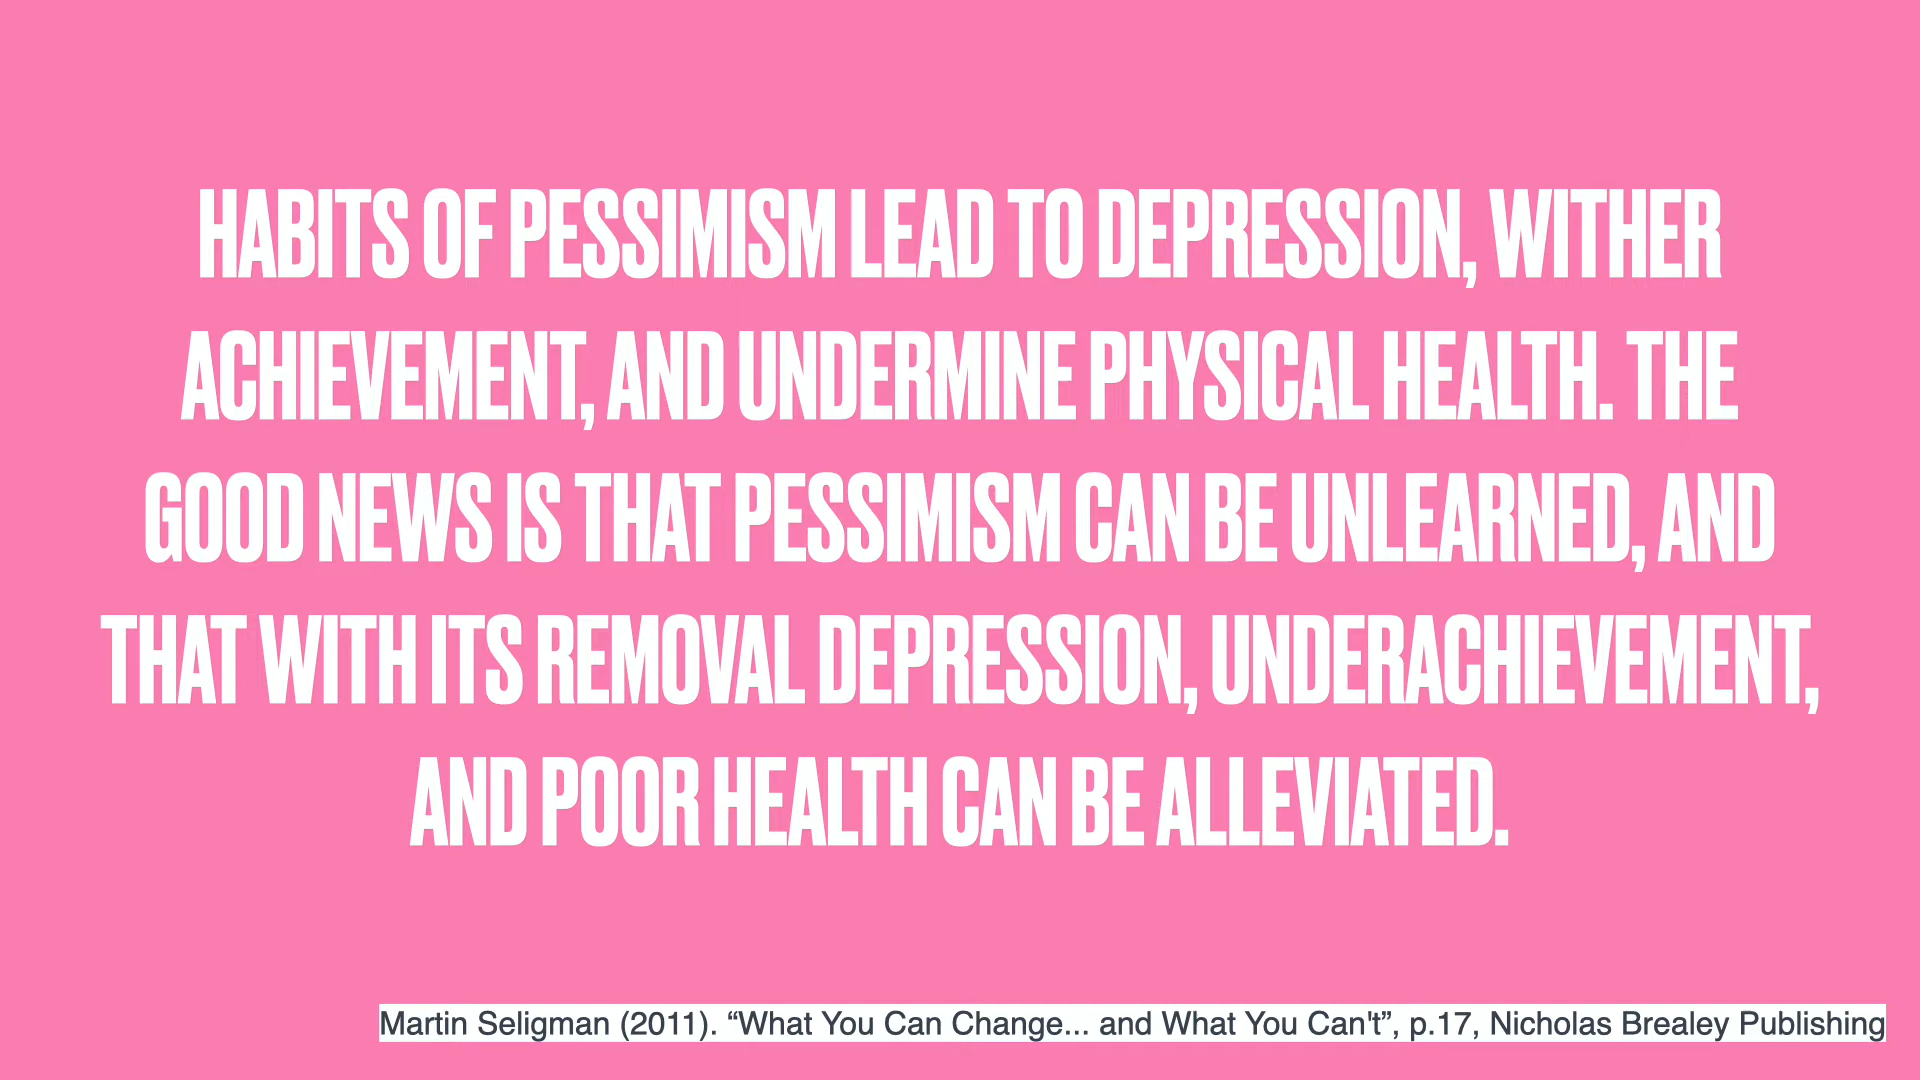 HABITS OF PESSIMISM LEAD TO DEPRESSION, WITHER
ACHIEVEMENT, AND UNDERMINE PHYSICAL HEALTH. THE
GOOD NEWS IS THAT PESSIMISM CAN BE UNLEARNED, AND
THAT WITH ITS REMOVAL DEPRESSION, UNDERACHIEVEMENT,
AND POOR HEALTH CAN BE ALLEVIATED.
Martin Seligman (2011). “What You Can Change... and What You Can't”, p.17, Nicholas Brealey Publishing